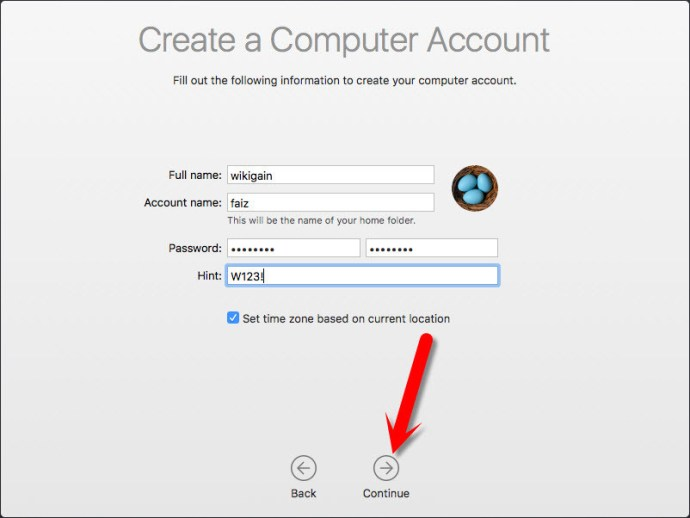 Create a Computer Account
Fill out the following information to create your computer account.
Full name: wikigain
Account name: faiz
This will be the name of your home folder.
Password: •••••••• ••••••••
Hint: W123!
Set time zone based on current location
Back Continue